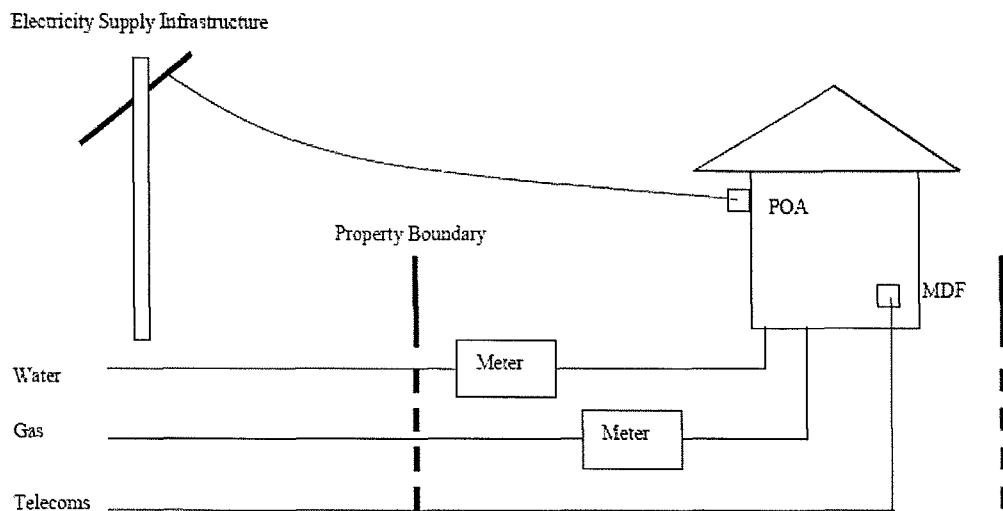 Electricity Supply Infrastructure
POA
Property Boundary
MDF
Meter
Water
Meter
Gas
Telecoms